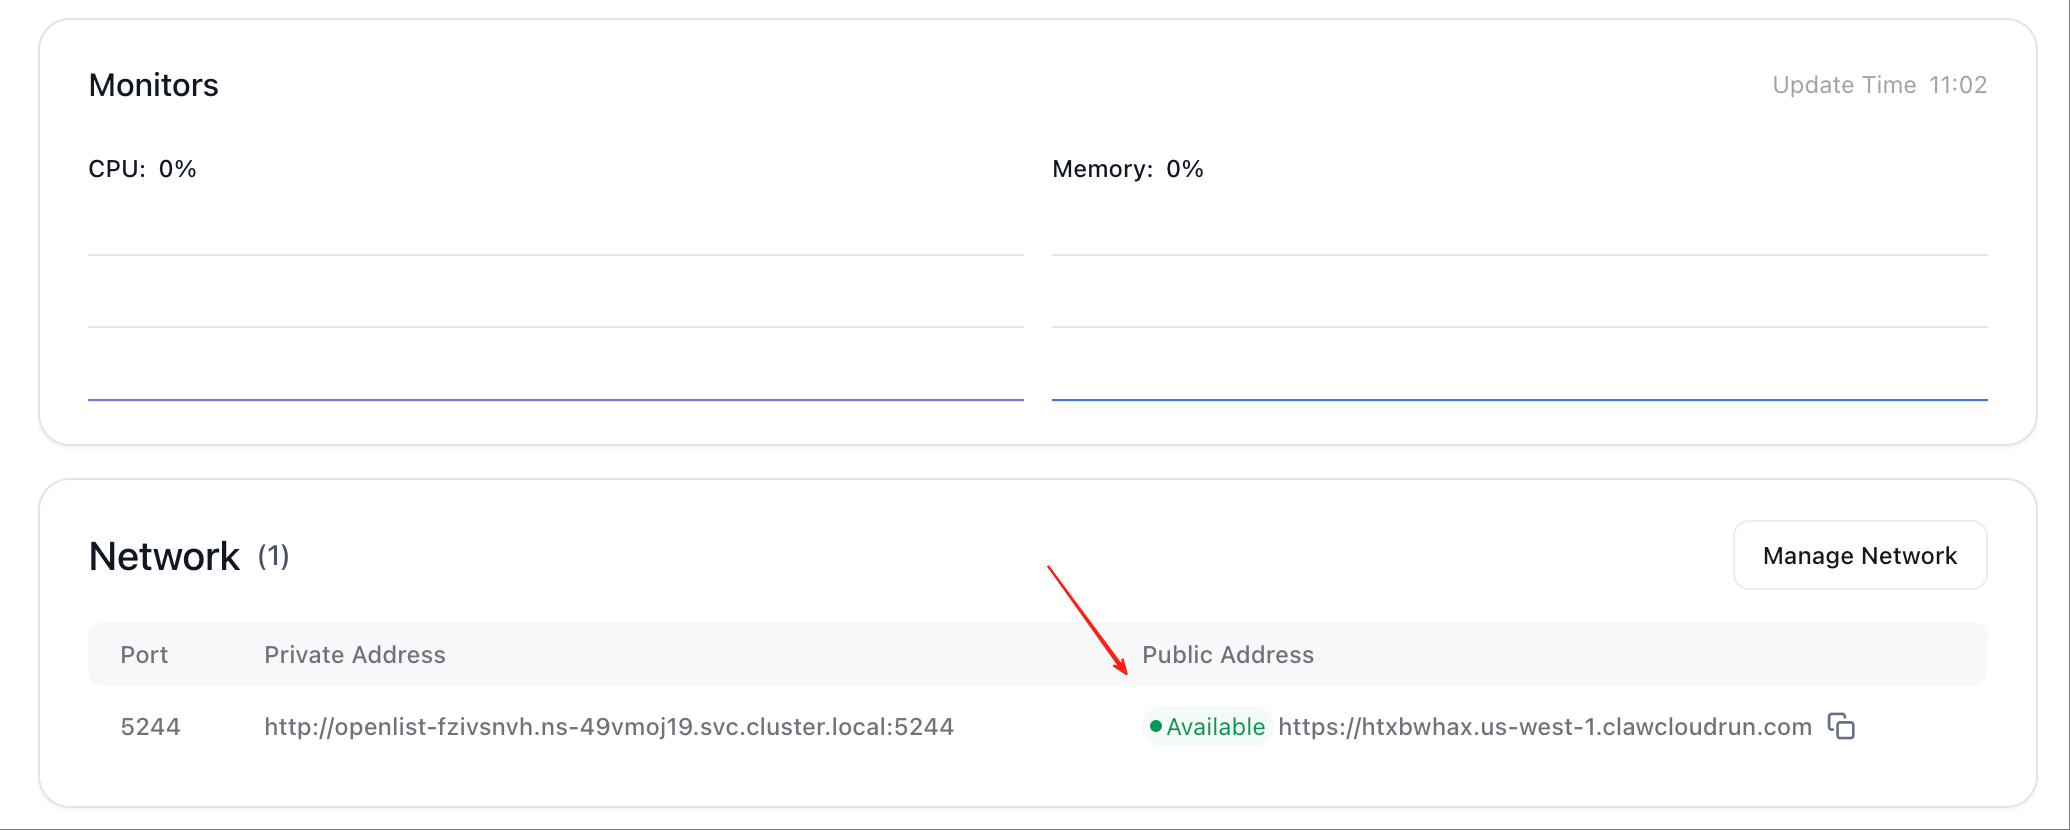 Monitors
Update Time 11:02
CPU: 0%
Memory: 0%
Network (1)
Manage Network
Port Private Address Public Address
5244 http://openlist-fzivsnvh.ns-49vmoj19.svc.cluster.local:5244 Available https://htxbwhax.us-west-1.clawcloudrun.com